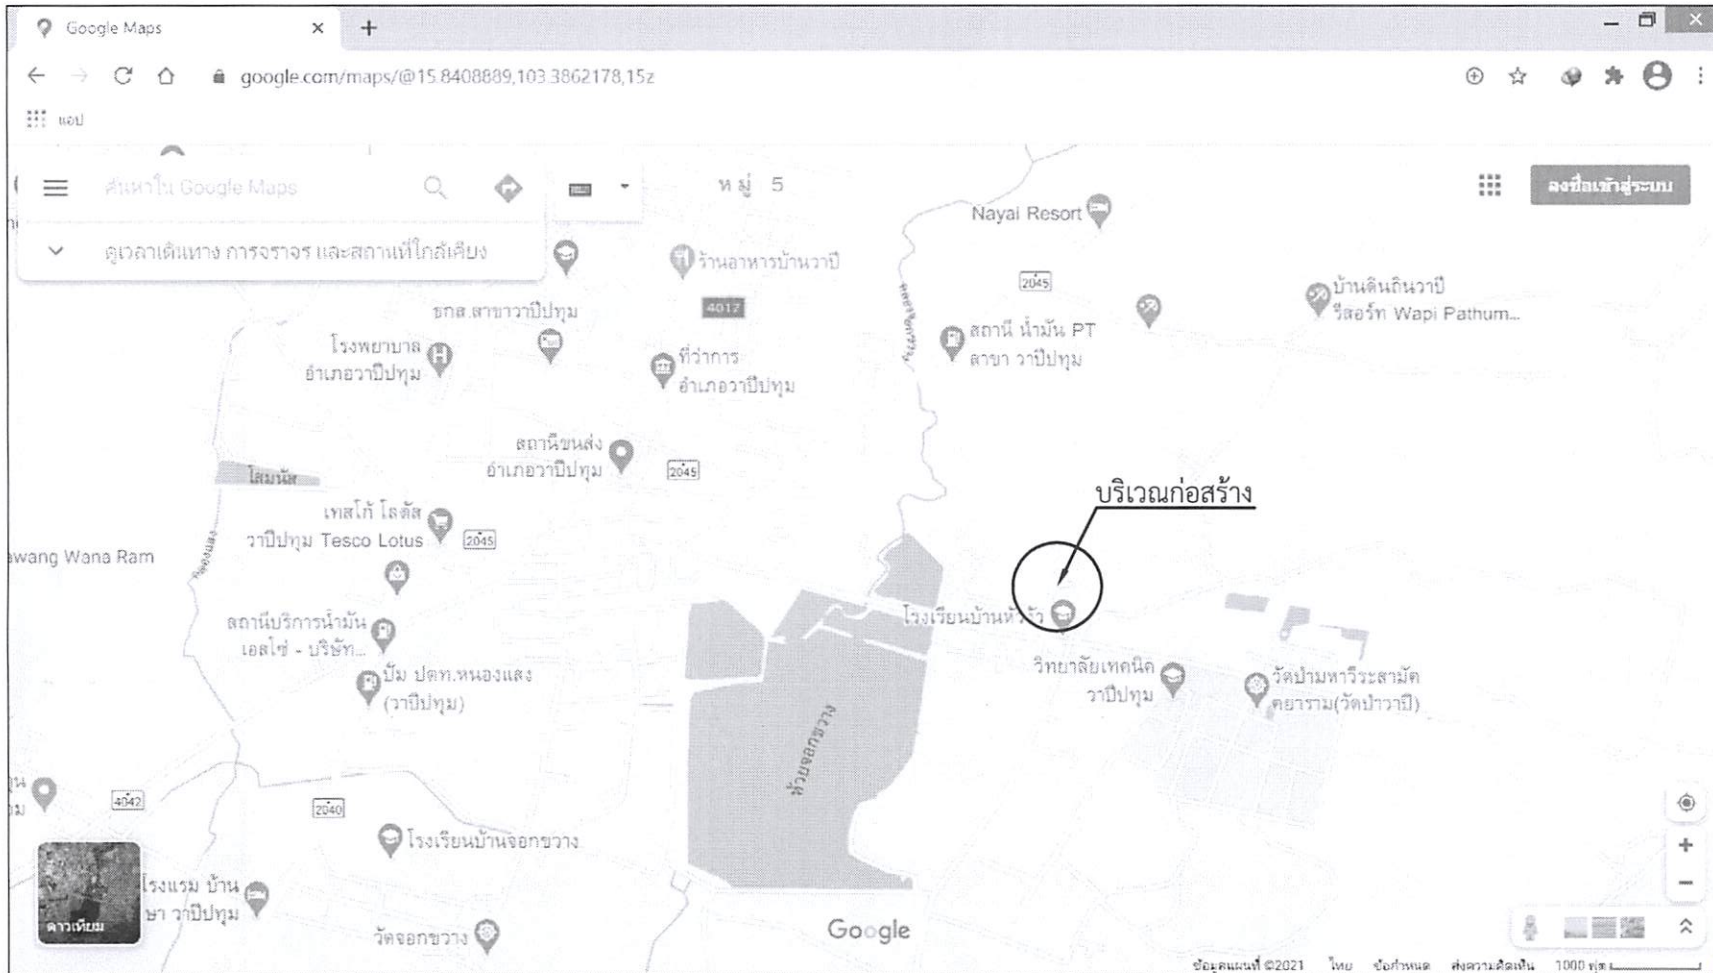 Google Maps
google.com/maps/@15.8408889,103.3862178,15z
แอป
ค้นหาใน Google Maps
หมู่ 5
ลงชื่อเข้าสู่ระบบ
ดูเวลาเดินทาง การจราจร และสถานที่ใกล้เคียง
Nayai Resort
ร้านอาหารบ้านวาปี
2045
บ้านดินถินวาปี
รีสอร์ท Wapi Pathum...
ธกส.สาขาวาปีปทุม
4017
สถานี น้ำมัน PT
สาขา วาปีปทุม
โรงพยาบาล
อำเภอวาปีปทุม
ที่ว่าการ
อำเภอวาปีปทุม
สถานีขนส่ง
อำเภอวาปีปทุม
2045
โสมนัส
บริเวณก่อสร้าง
เทสโก้ โลตัส
วาปีปทุม Tesco Lotus
2045
awang Wana Ram
โรงเรียนบ้านหัวงัว
สถานีบริการน้ำมัน
เอสโซ่ - บริษัท...
วิทยาลัยเทคนิค
วาปีปทุม
ปั๊ม ปตท.หนองแสง
(วาปีปทุม)
วัดป่ามหาวีระสามัค
คยาราม(วัดป่าวาปี)
ห้วยจอกขวาง
4042
2040
โรงเรียนบ้านจอกขวาง
โรงแรม บ้าน
ษา วาปีปทุม
ดาวเทียม
วัดจอกขวาง
Google
ข้อมูลแผนที่ ©2021 ไทย ข้อกำหนด ส่งความคิดเห็น 1000 ฟุต